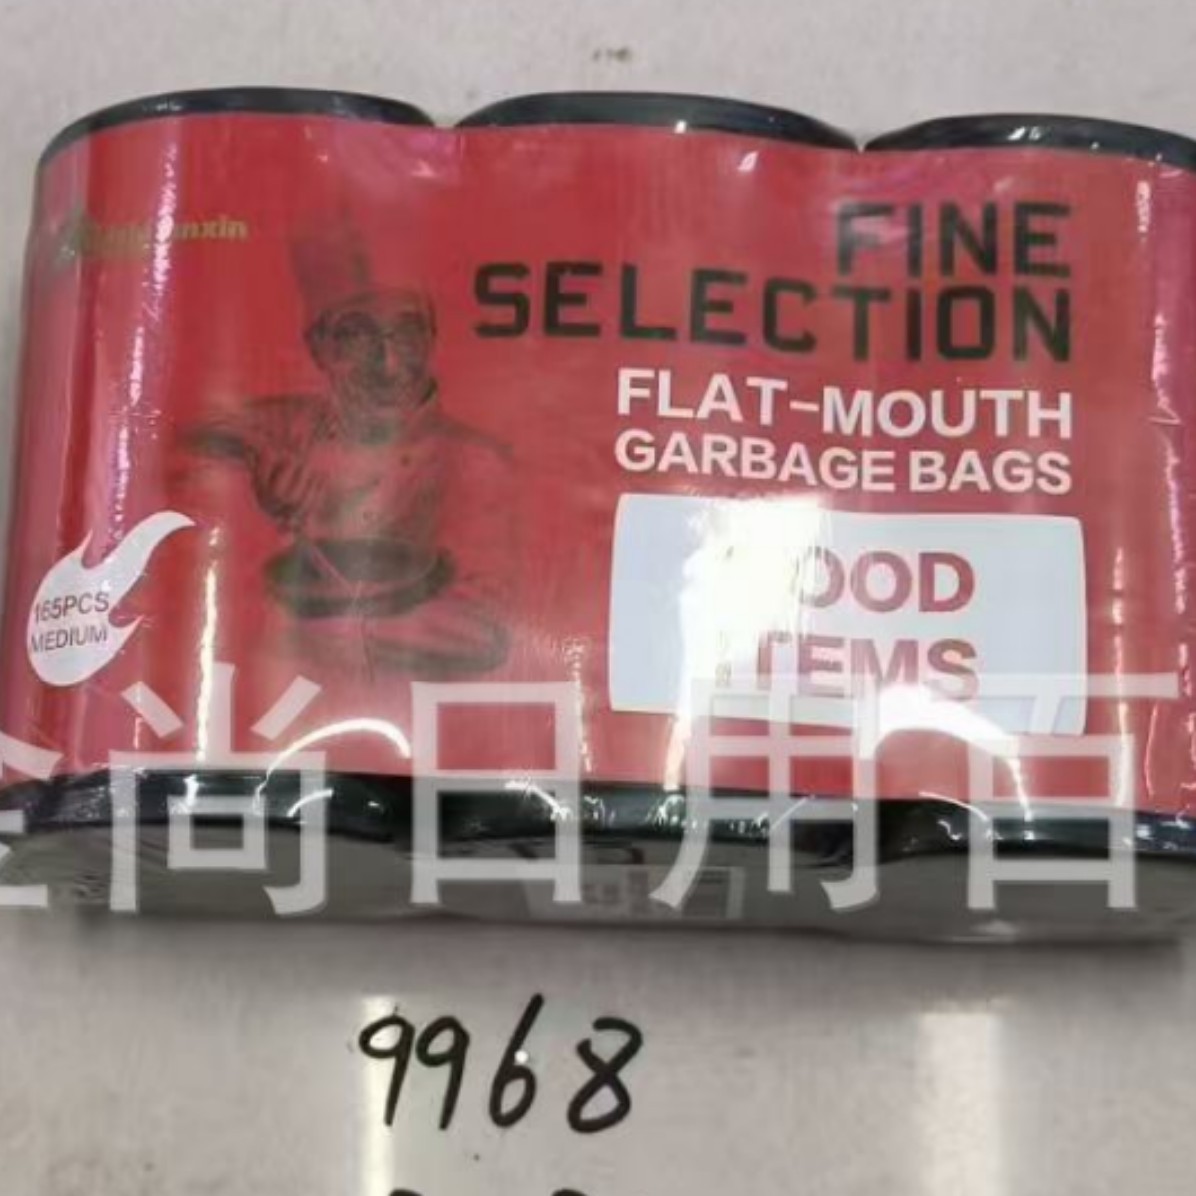 FINE
SELECTION
FLAT-MOUTH
GARBAGE BAGS
165PCS
MEDIUM
尚日用百
9968